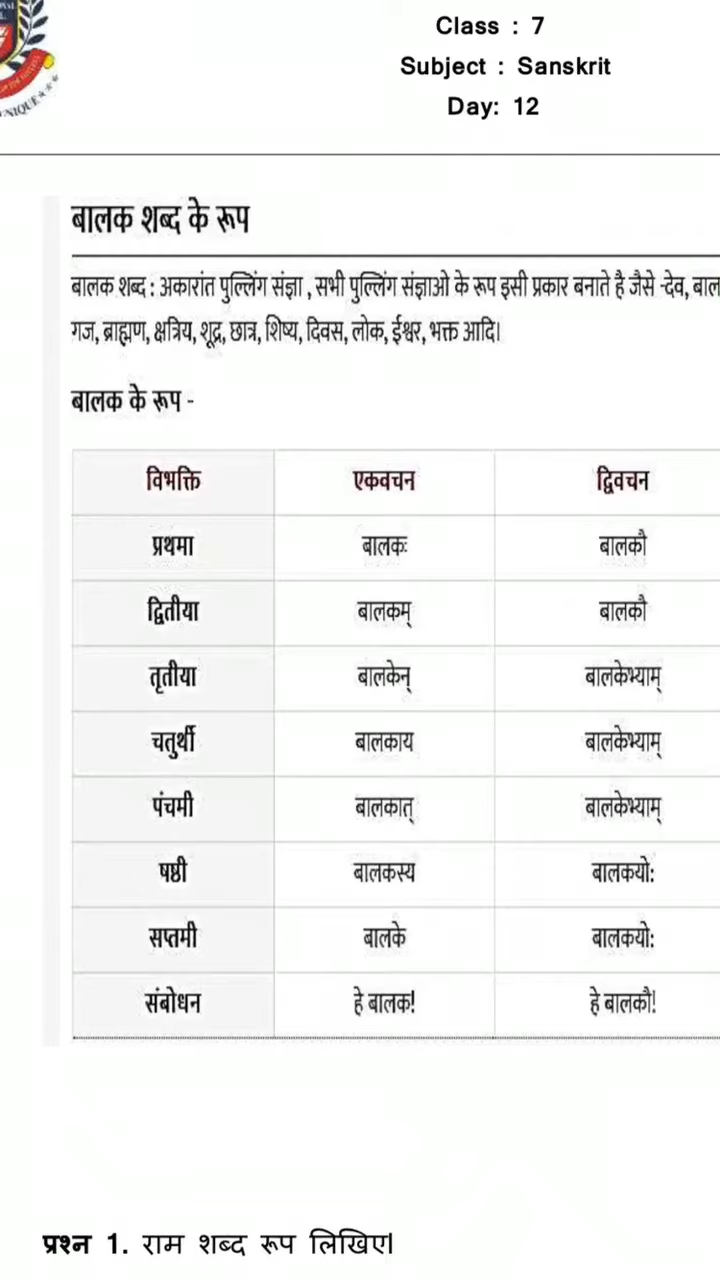 Class : 7
Subject : Sanskrit
Day: 12
बालक शब्द के रूप
बालक शब्द : अकारांत पुल्लिंग संज्ञा , सभी पुल्लिंग संज्ञाओ के रूप इसी प्रकार बनाते है जैसे -देव, बाल
गज, ब्राह्मण, क्षत्रिय, शूद्र, छात्र, शिष्य, दिवस, लोक, ईश्वर, भक्त आदि।
बालक के रूप -
विभक्ति एकवचन द्विवचन
प्रथमा बालकः बालकौ
द्वितीया बालकम् बालकौ
तृतीया बालकेन् बालकेभ्याम्
चतुर्थी बालकाय बालकेभ्याम्
पंचमी बालकात् बालकेभ्याम्
षष्ठी बालकस्य बालकयो:
सप्तमी बालके बालकयो:
संबोधन हे बालक! हे बालकौ!
प्रश्न 1. राम शब्द रूप लिखिए।